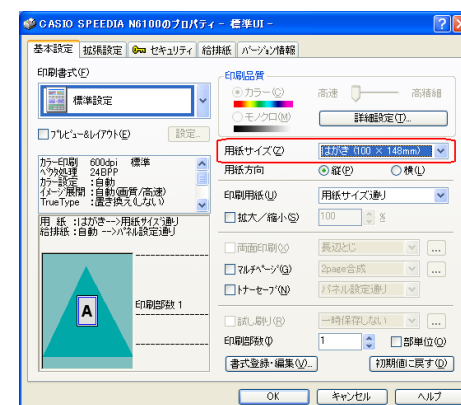 CASIO SPEEDIA N6100のプロパティ - 標準UI -
基本設定 拡張設定 セキュリティ 給排紙 バージョン情報
印刷書式(F)
標準設定
プレビュー&レイアウト(E) 設定...
カラー印刷 600dpi 標準
ベクタ処理 24BPP
カラー設定 :自動
イメージ展開 :自動(画質/高速)
TrueType :置き換え(しない)
用 紙 :はがき-->用紙サイズ通り
給排紙 :自動 -->パネル設定通り
A
印刷部数 1
印刷品質
カラー(C) 高速 高精細
モノクロ(M) 詳細設定(T)...
用紙サイズ(Z) はがき (100 × 148mm)
用紙方向 縦(P) 横(L)
印刷用紙(U) 用紙サイズ通り
拡大/縮小(S) 100 %
両面印刷(X) 長辺とじ ...
マルチページ(G) 2page合成 ...
トナーセーブ(N) パネル設定通り
試し刷り(R) 一時保存しない ...
印刷部数(I) 1 部単位(O)
書式登録・編集(V)... 初期値に戻す(D)
OK キャンセル ヘルプ